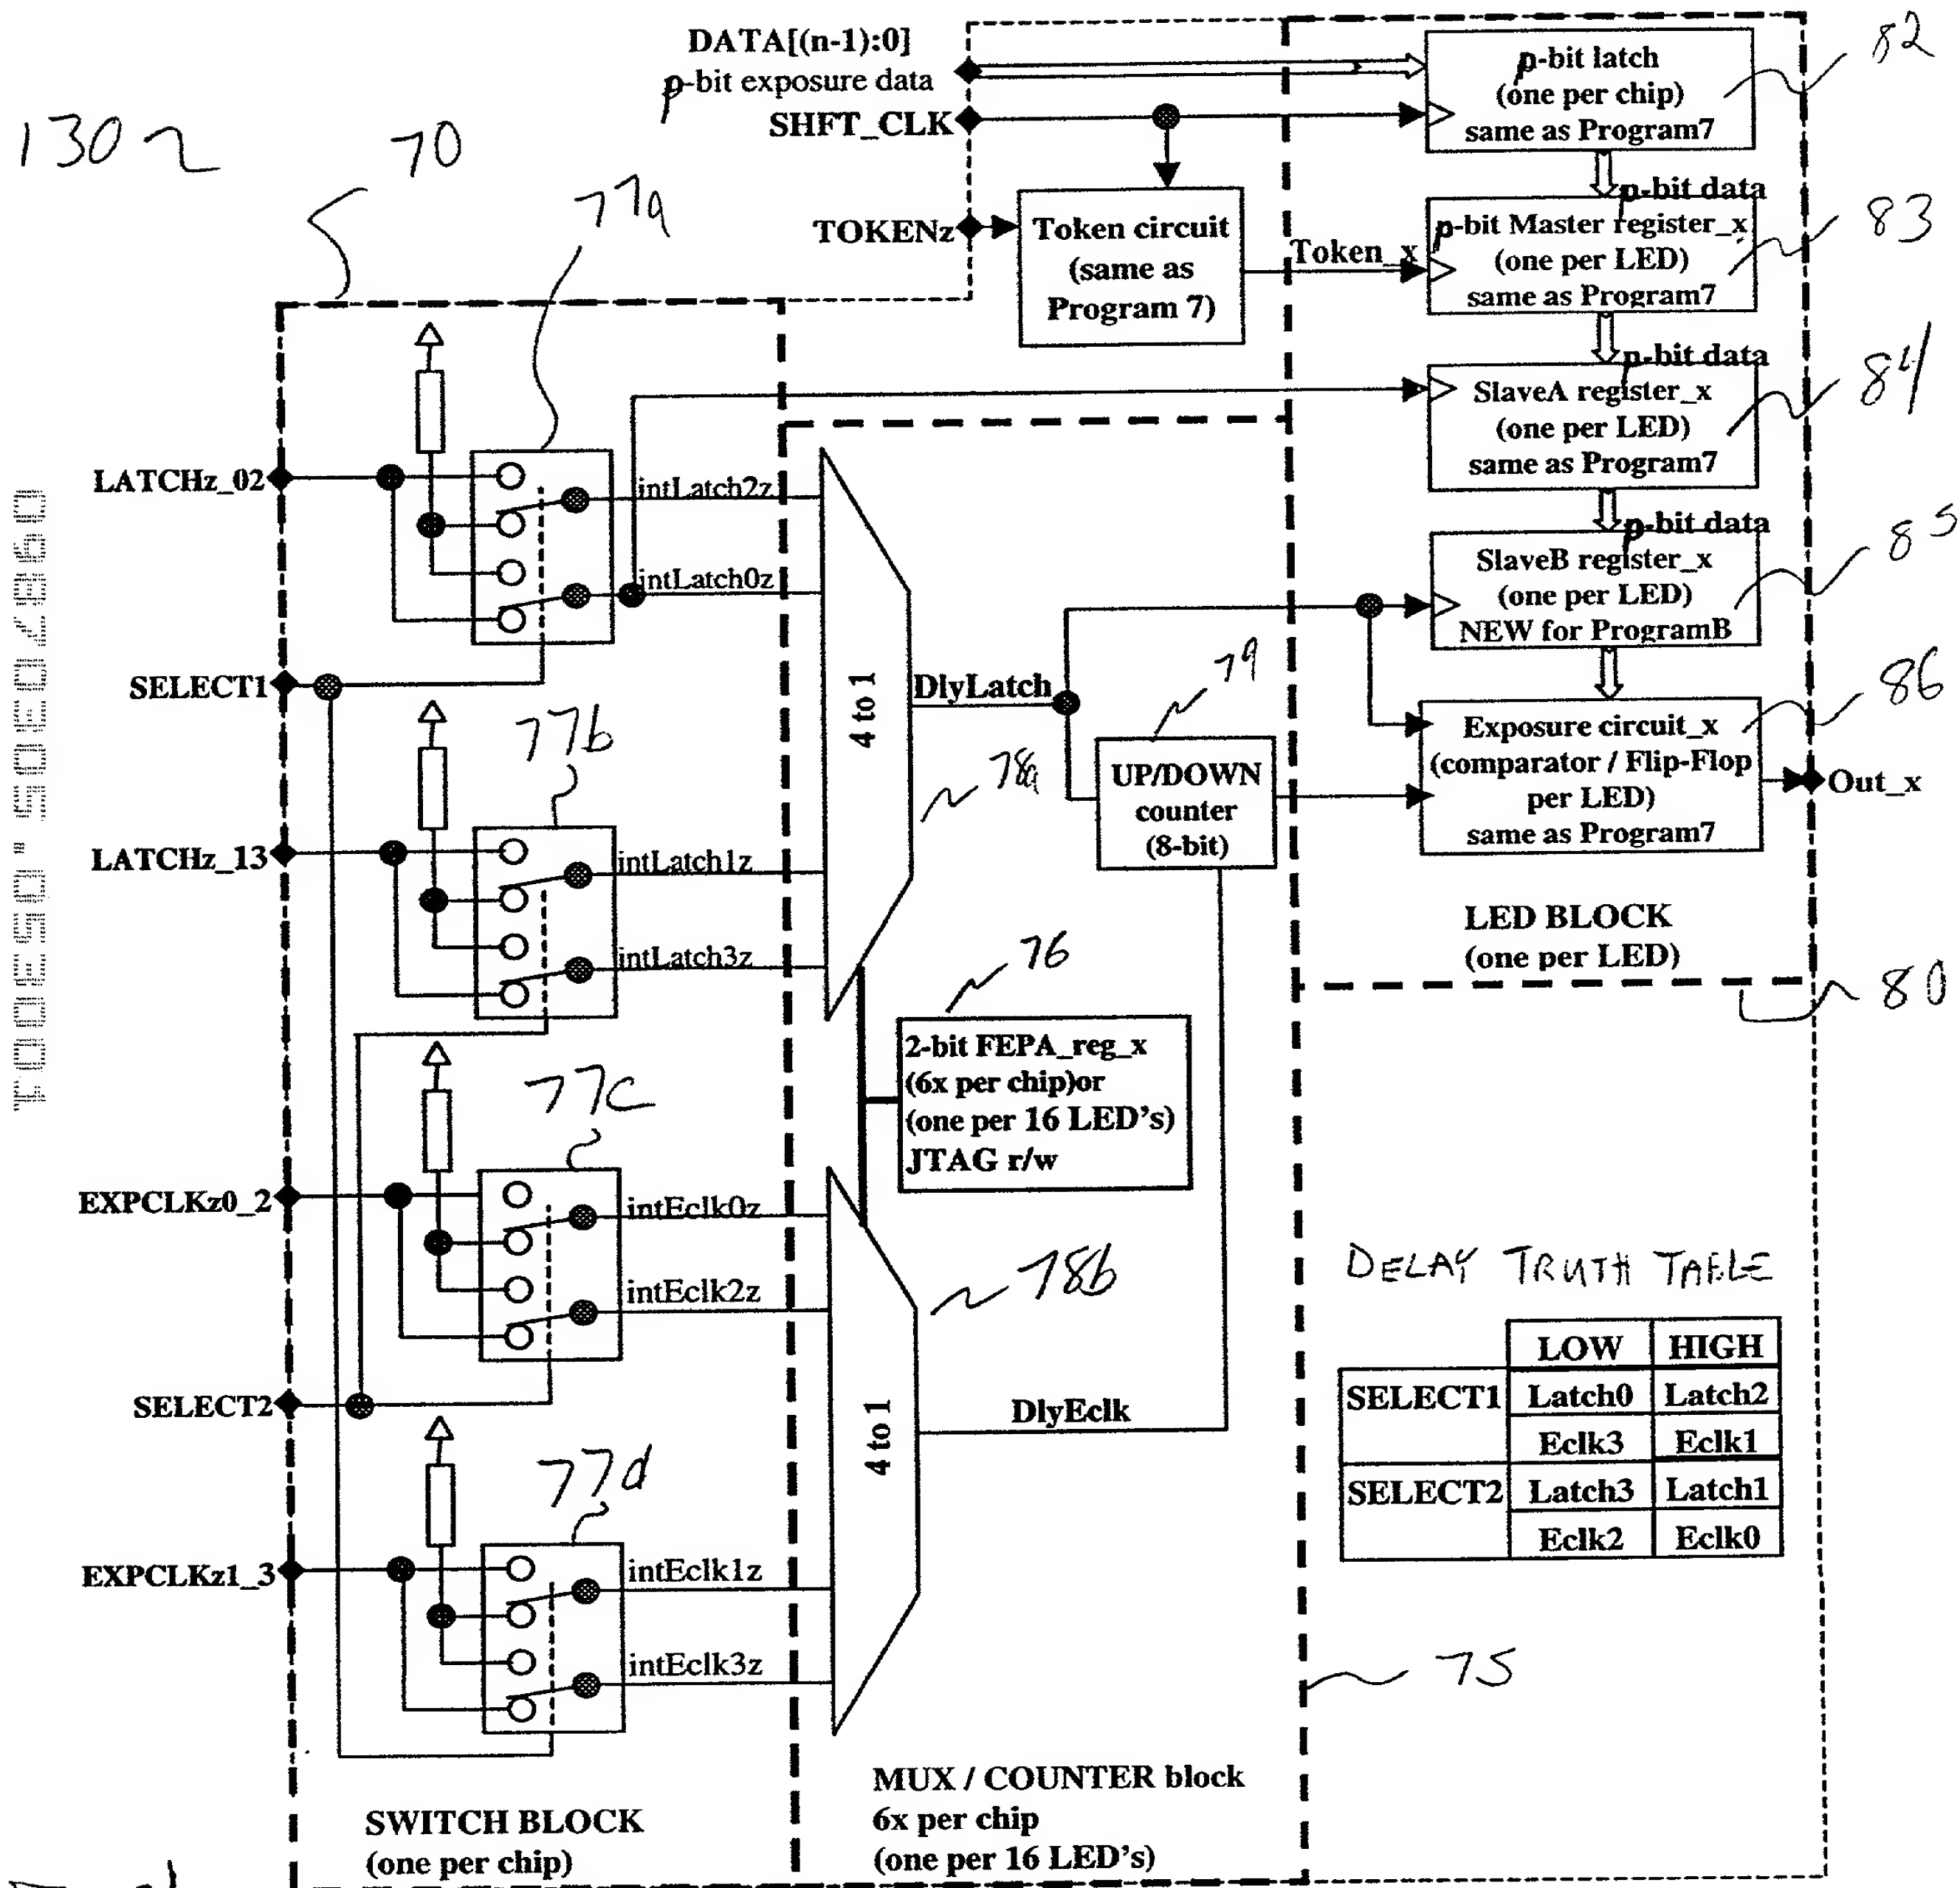 DATA[(n-1):0]
p-bit exposure data
SHFT_CLK
TOKENz
130
70
77a
Token circuit
(same as
Program 7)
Token_x
p-bit latch
(one per chip)
same as Program7
82
p-bit data
p-bit Master register_x
(one per LED)
same as Program7
83
p-bit data
SlaveA register_x
(one per LED)
same as Program7
84
p-bit data
SlaveB register_x
(one per LED)
NEW for ProgramB
85
Exposure circuit_x
(comparator / Flip-Flop
per LED)
same as Program7
86
Out_x
LED BLOCK
(one per LED)
80
LATCHz_02
intLatch2z
intLatch0z
SELECT1
77b
LATCHz_13
intLatch1z
intLatch3z
4 to 1
78a
DlyLatch
79
UP/DOWN
counter
(8-bit)
76
2-bit FEPA_reg_x
(6x per chip)or
(one per 16 LED's)
JTAG r/w
77c
EXPCLKz0_2
intEclk0z
intEclk2z
SELECT2
77d
EXPCLKz1_3
intEclk1z
intEclk3z
4 to 1
78b
DlyEclk
DELAY TRUTH TABLE
LOW HIGH
SELECT1 Latch0 Latch2
Eclk3 Eclk1
SELECT2 Latch3 Latch1
Eclk2 Eclk0
75
SWITCH BLOCK
(one per chip)
MUX / COUNTER block
6x per chip
(one per 16 LED's)